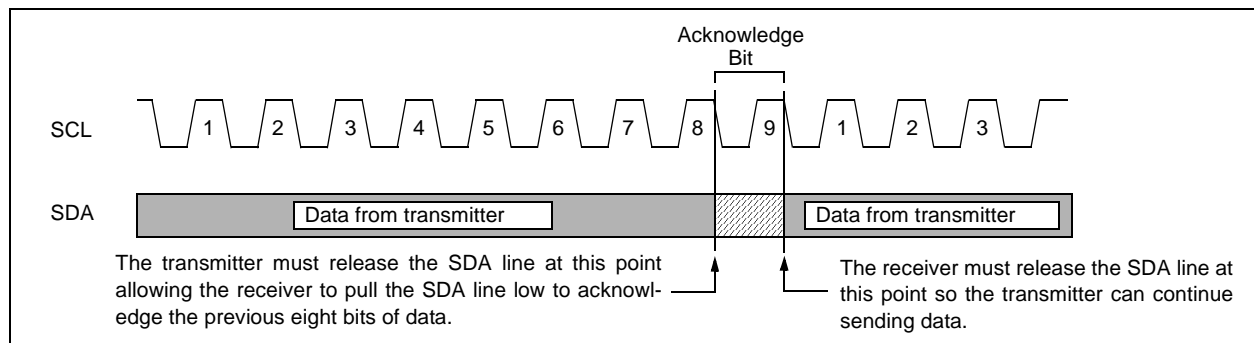 Acknowledge
Bit
SCL
1 2 3 4 5 6 7 8 9 1 2 3
SDA
Data from transmitter
Data from transmitter
The transmitter must release the SDA line at this point
allowing the receiver to pull the SDA line low to acknowl-
edge the previous eight bits of data.
The receiver must release the SDA line at
this point so the transmitter can continue
sending data.